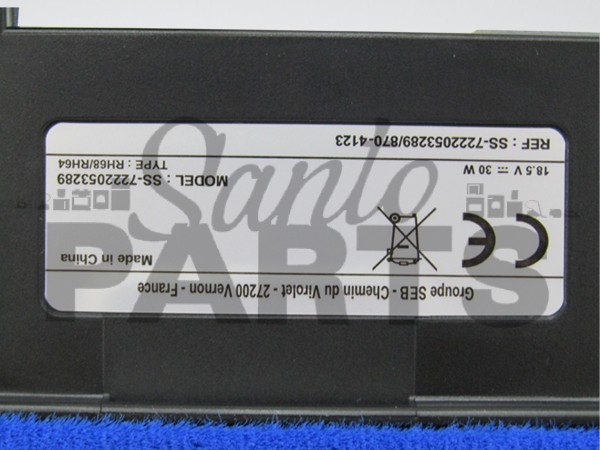 REF : SS-7222053289/870-4123
18.5 V ⎓ 30 W
MODEL : SS-7222053289
TYPE : RH68/RH64
CE
Groupe SEB - Chemin du Virolet - 27200 Vernon - France
Made in China
Santo
PARTS